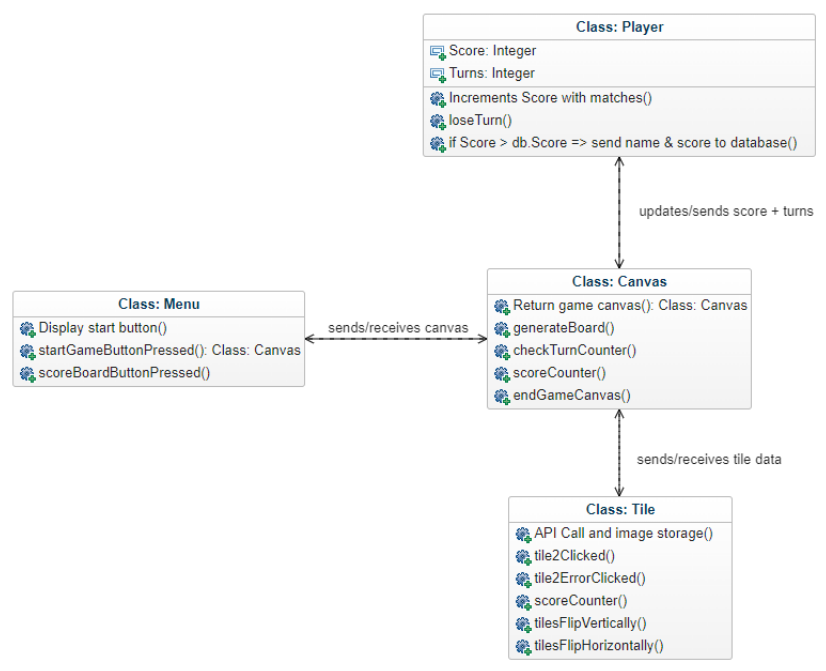 Class: Player
Score: Integer
Turns: Integer
Increments Score with matches()
loseTurn()
if Score > db.Score => send name & score to database()
updates/sends score + turns
Class: Canvas
Return game canvas(): Class: Canvas
generateBoard()
checkTurnCounter()
scoreCounter()
endGameCanvas()
Class: Menu
Display start button()
startGameButtonPressed(): Class: Canvas
scoreBoardButtonPressed()
sends/receives canvas
sends/receives tile data
Class: Tile
API Call and image storage()
tile2Clicked()
tile2ErrorClicked()
scoreCounter()
tilesFlipVertically()
tilesFlipHorizontally()